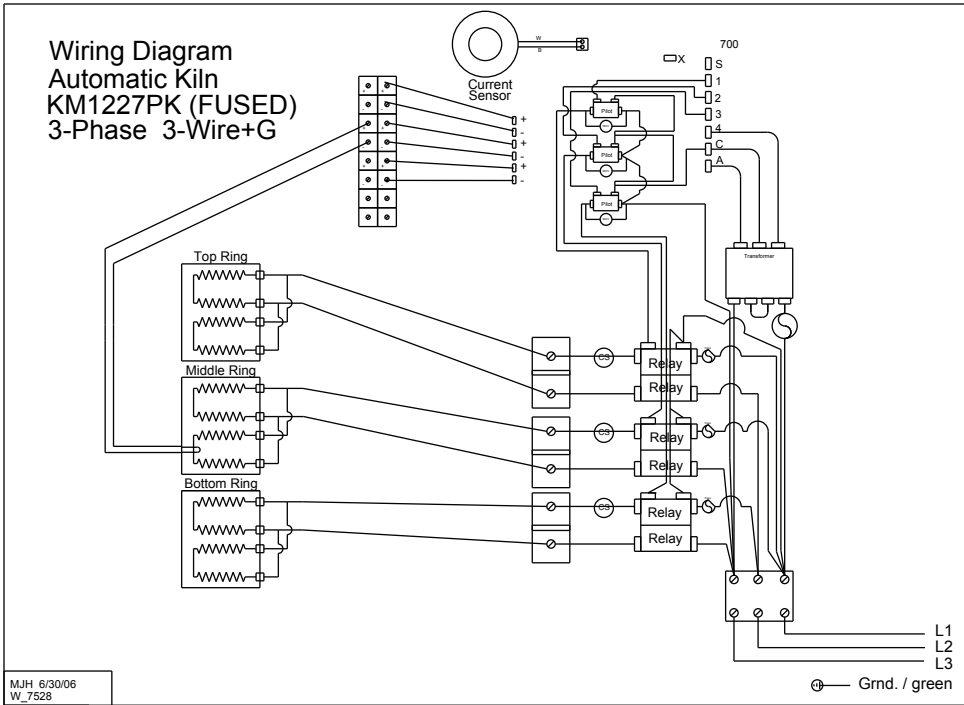 Wiring Diagram
Automatic Kiln
KM1227PK (FUSED)
3-Phase 3-Wire+G
W
B
Current
Sensor
X
700
S
1
2
3
4
C
A
+
-
+
-
+
-
Pilot
Pilot
Pilot
Transformer
Top Ring
Middle Ring
Bottom Ring
CS
Relay
Relay
CS
Relay
Relay
CS
Relay
Relay
L1
L2
L3
Grnd. / green
MJH 6/30/06
W_7528